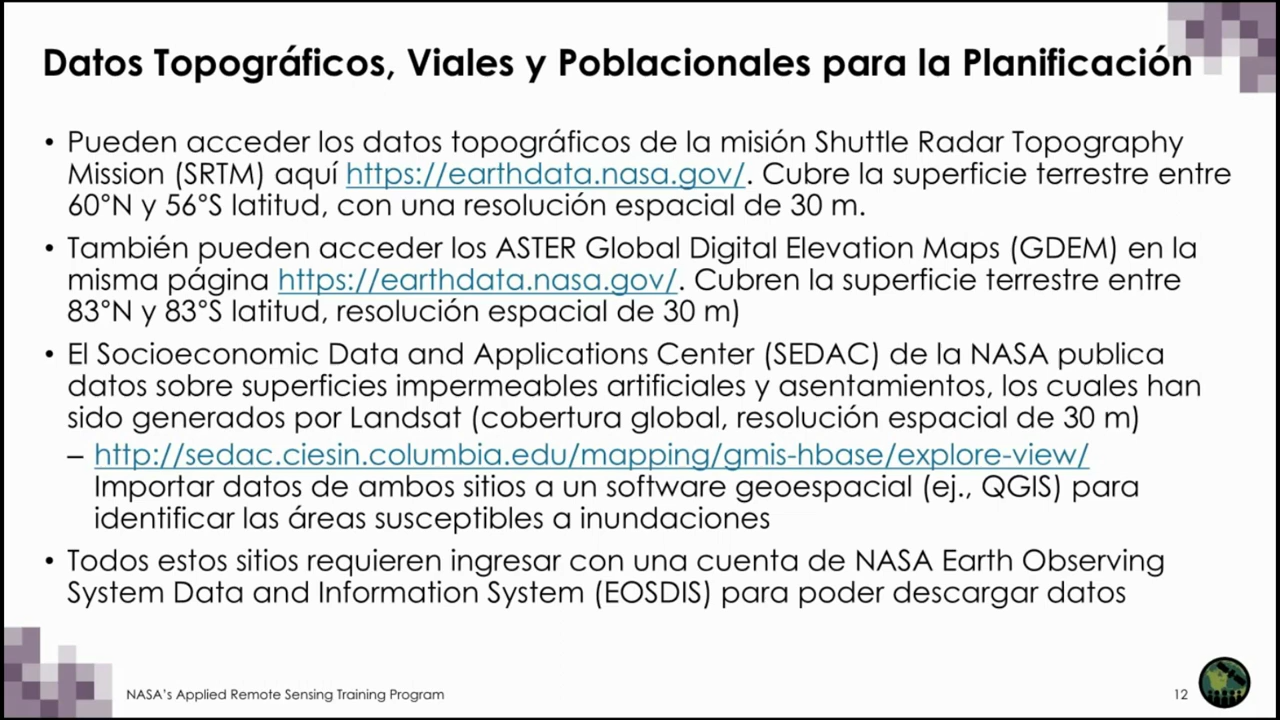 Datos Topográficos, Viales y Poblacionales para la Planificación
• Pueden acceder los datos topográficos de la misión Shuttle Radar Topography
Mission (SRTM) aquí https://earthdata.nasa.gov/. Cubre la superficie terrestre entre
60°N y 56°S latitud, con una resolución espacial de 30 m.
• También pueden acceder los ASTER Global Digital Elevation Maps (GDEM) en la
misma página https://earthdata.nasa.gov/. Cubren la superficie terrestre entre
83°N y 83°S latitud, resolución espacial de 30 m)
• El Socioeconomic Data and Applications Center (SEDAC) de la NASA publica
datos sobre superficies impermeables artificiales y asentamientos, los cuales han
sido generados por Landsat (cobertura global, resolución espacial de 30 m)
– http://sedac.ciesin.columbia.edu/mapping/gmis-hbase/explore-view/
Importar datos de ambos sitios a un software geoespacial (ej., QGIS) para
identificar las áreas susceptibles a inundaciones
• Todos estos sitios requieren ingresar con una cuenta de NASA Earth Observing
System Data and Information System (EOSDIS) para poder descargar datos
NASA's Applied Remote Sensing Training Program
12